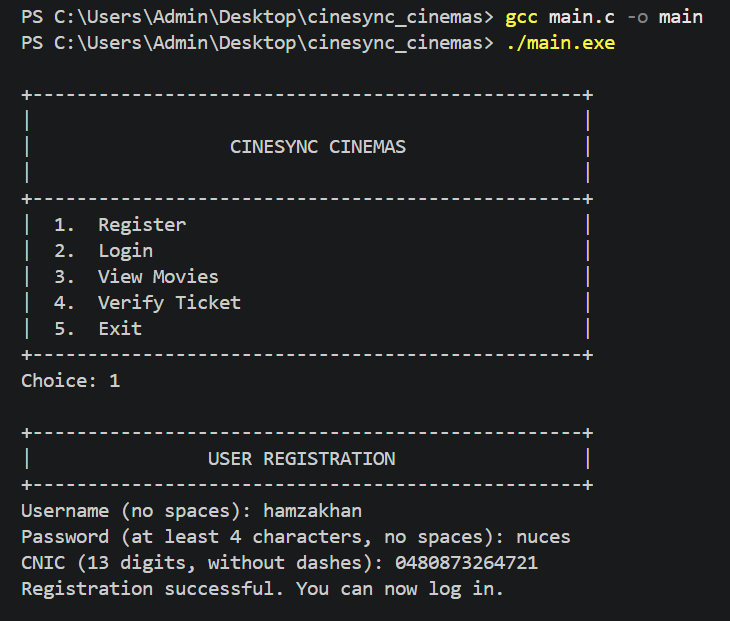 PS C:\Users\Admin\Desktop\cinesync_cinemas> gcc main.c -o main
PS C:\Users\Admin\Desktop\cinesync_cinemas> ./main.exe
+--------------------------------------------------+
|                                                  |
|                  CINESYNC CINEMAS                |
|                                                  |
+--------------------------------------------------+
|  1.  Register                                    |
|  2.  Login                                       |
|  3.  View Movies                                 |
|  4.  Verify Ticket                               |
|  5.  Exit                                        |
+--------------------------------------------------+
Choice: 1
+--------------------------------------------------+
|                USER REGISTRATION                 |
+--------------------------------------------------+
Username (no spaces): hamzakhan
Password (at least 4 characters, no spaces): nuces
CNIC (13 digits, without dashes): 0480873264721
Registration successful. You can now log in.